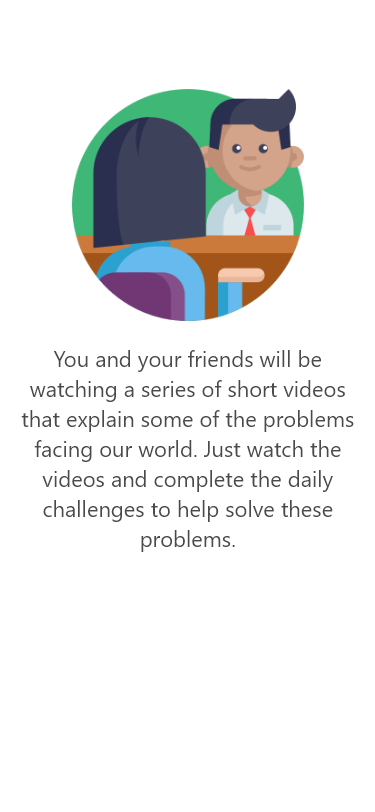 You and your friends will be
watching a series of short videos
that explain some of the problems
facing our world. Just watch the
videos and complete the daily
challenges to help solve these
problems.